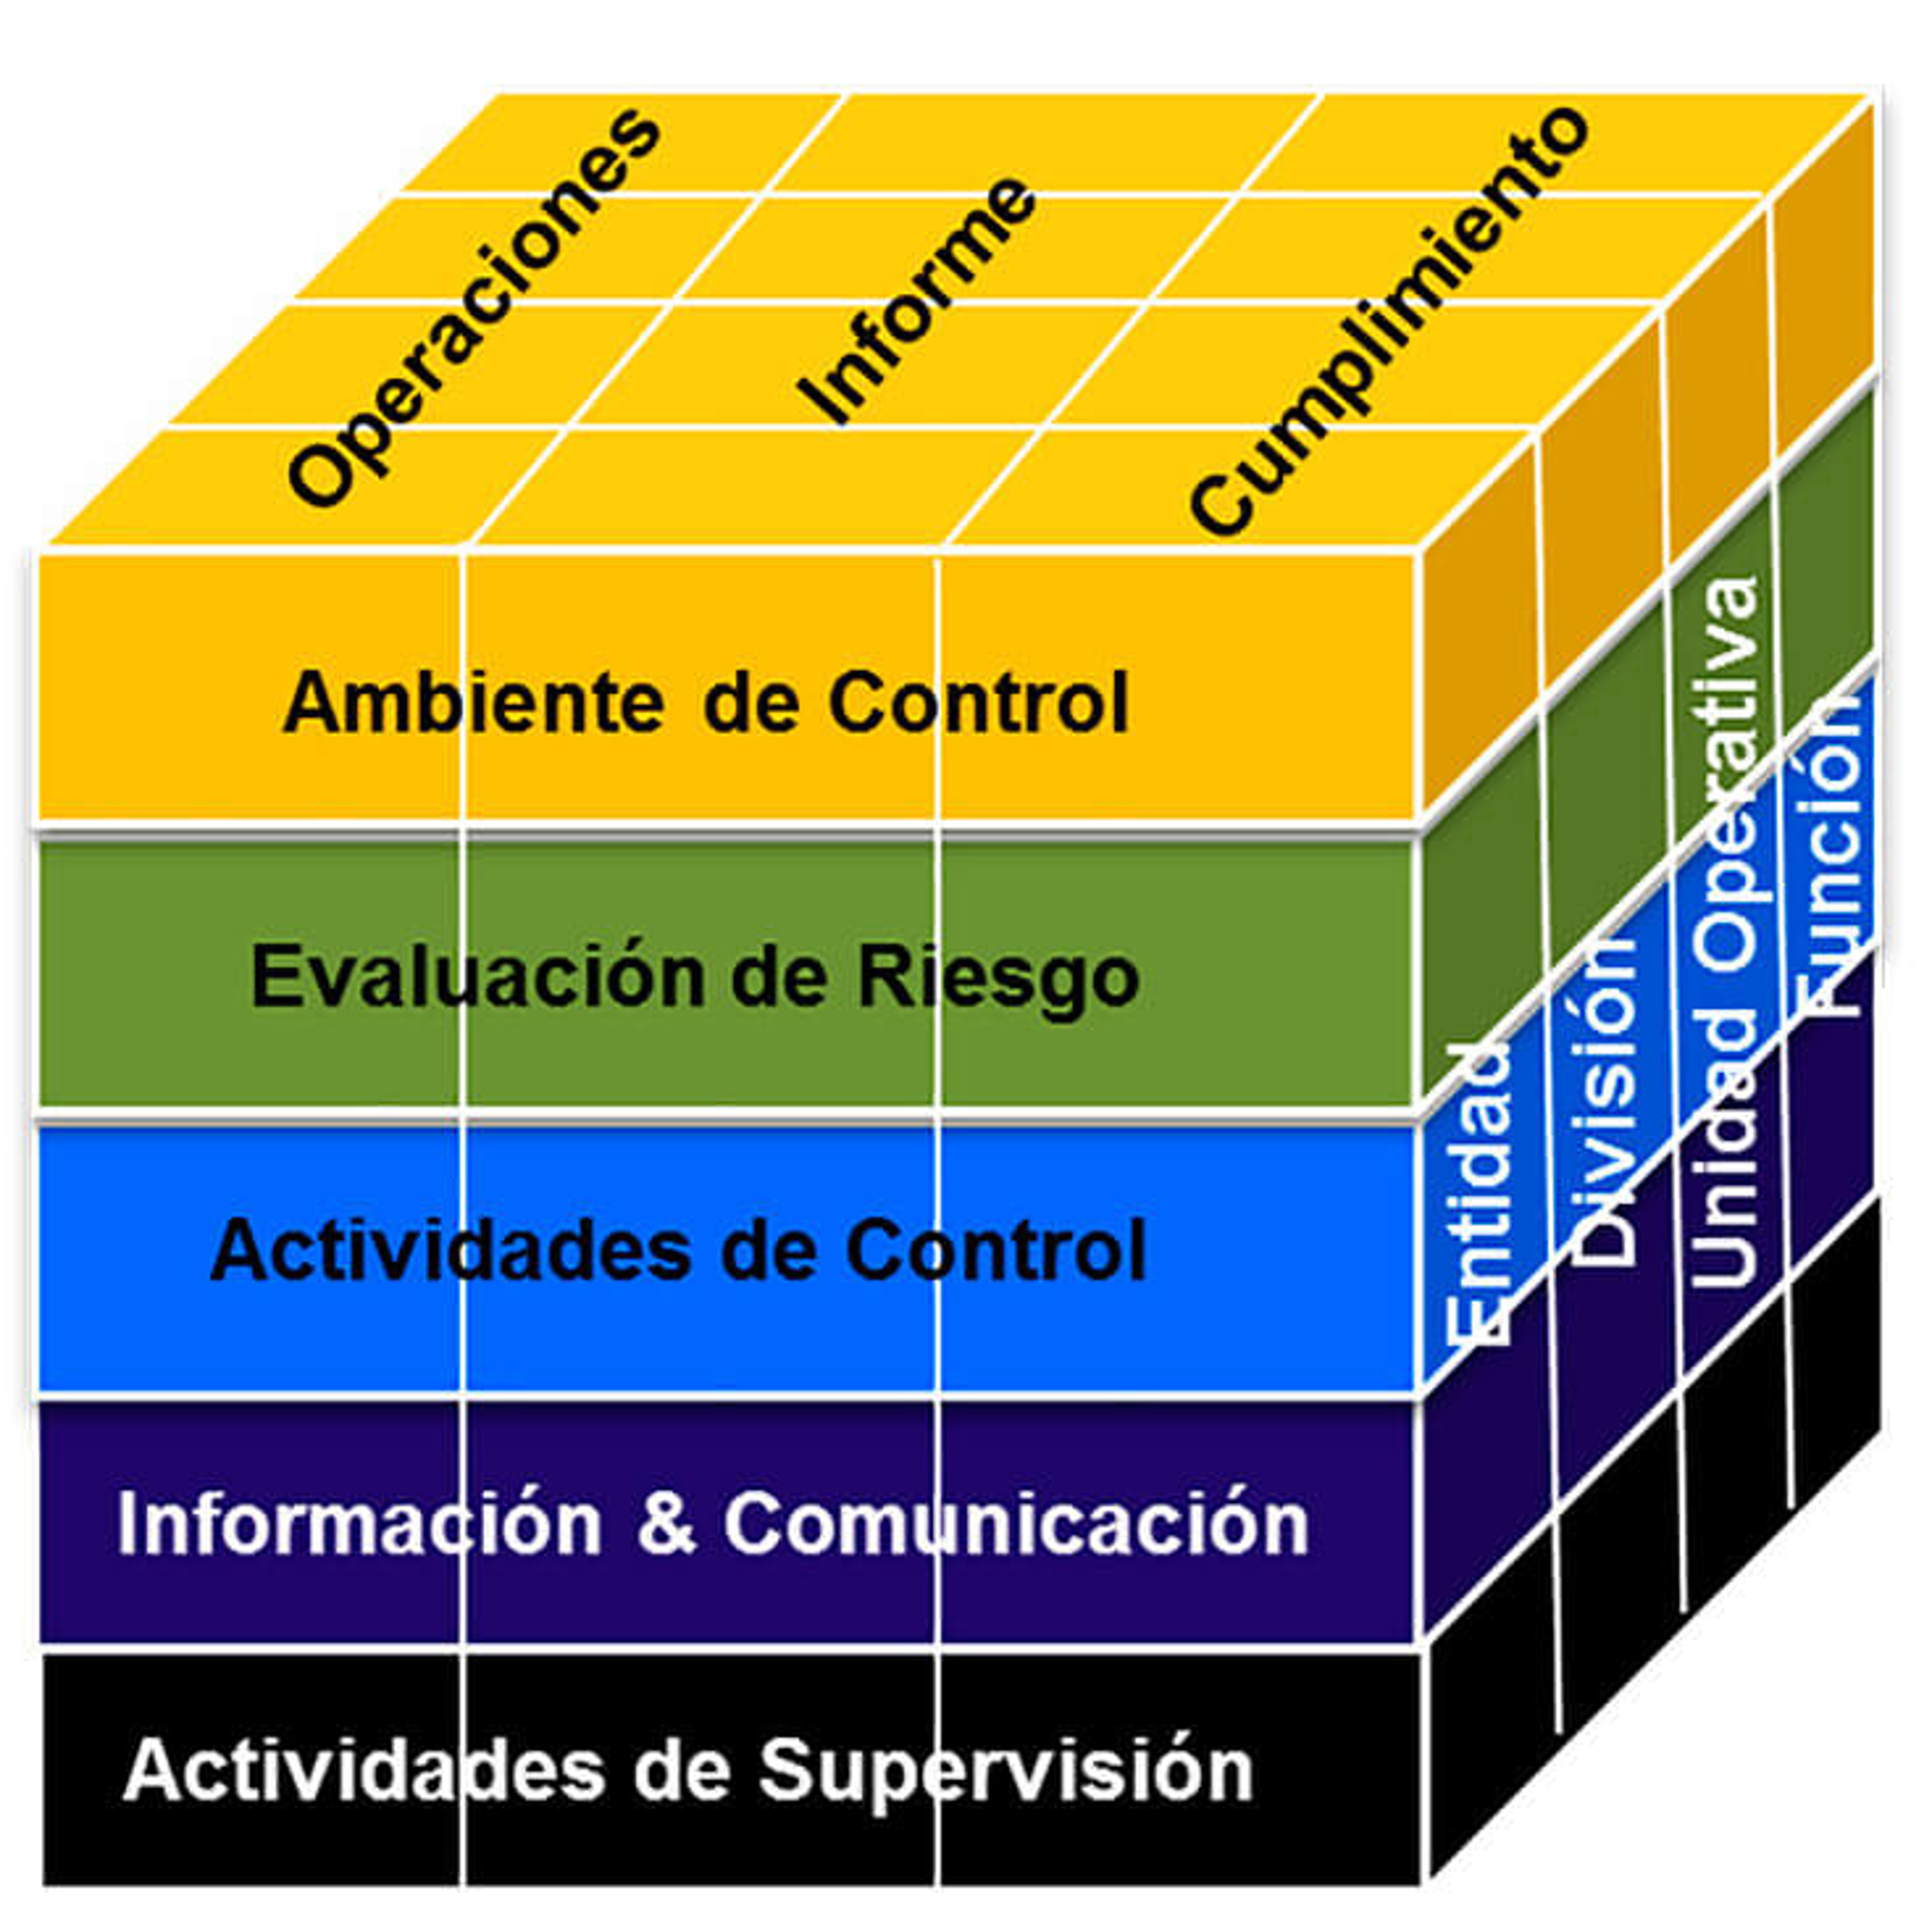 Operaciones
Informe
Cumplimiento
Ambiente de Control
Evaluación de Riesgo
Actividades de Control
Información & Comunicación
Actividades de Supervisión
Entidad
División
Unidad Operativa
Función